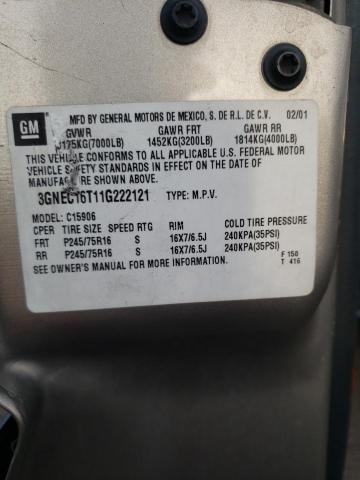 GM
MFD BY GENERAL MOTORS DE MEXICO, S. DE R.L. DE C.V. 02/01
GVWR GAWR FRT GAWR RR
3175KG(7000LB) 1452KG(3200LB) 1814KG(4000LB)
THIS VEHICLE CONFORMS TO ALL APPLICABLE U.S. FEDERAL MOTOR
VEHICLE SAFETY STANDARDS IN EFFECT ON THE DATE OF
MANUFACTURE SHOWN ABOVE.
3GNEC16T11G222121 TYPE: M.P.V.
MODEL: C15906
CPER TIRE SIZE SPEED RTG RIM COLD TIRE PRESSURE
FRT P245/75R16 S 16X7/6.5J 240KPA(35PSI)
RR P245/75R16 S 16X7/6.5J 240KPA(35PSI)
SEE OWNER'S MANUAL FOR MORE INFORMATION. F 150
T 416